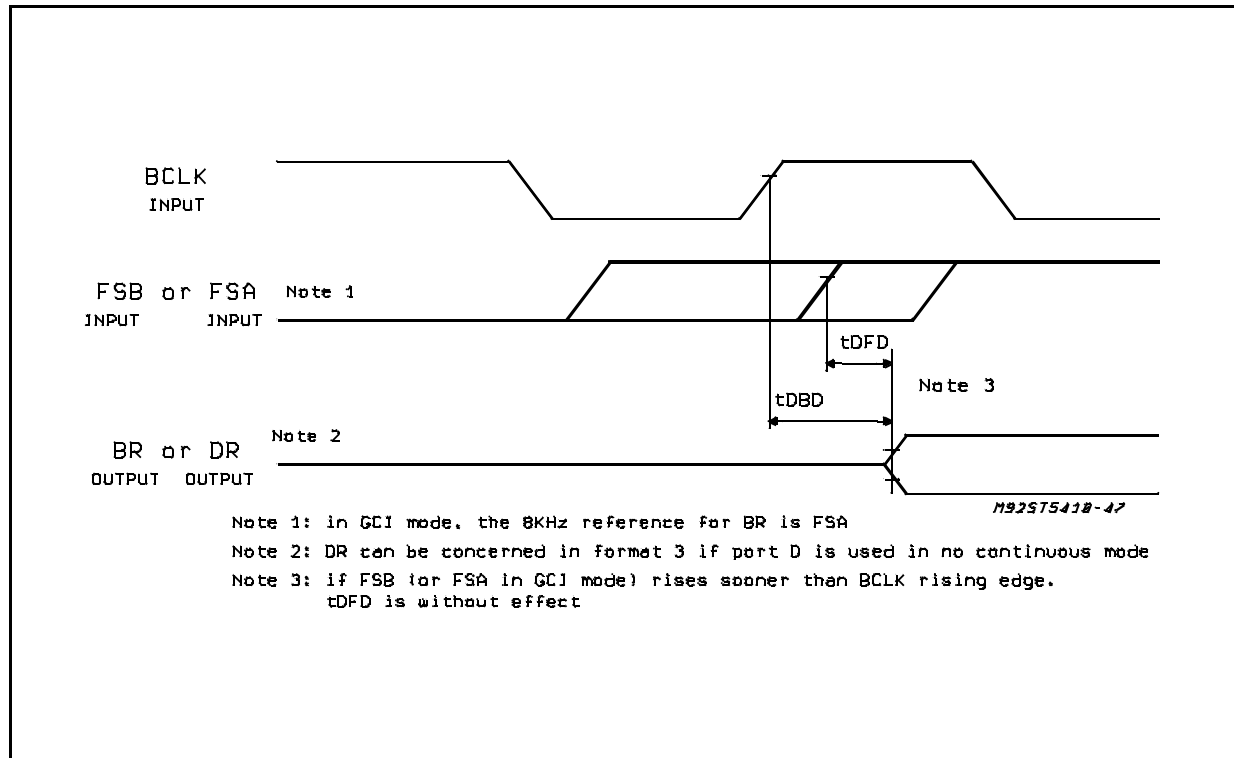 BCLK
INPUT
FSB or FSA Note 1
INPUT INPUT
tDFD
Note 3
tDBD
Note 2
BR or DR
OUTPUT OUTPUT
M92ST5410-47
Note 1: in GCI mode, the 8KHz reference for BR is FSA
Note 2: DR can be concerned in format 3 if port D is used in no continuous mode
Note 3: if FSB (or FSA in GCI mode) rises sooner than BCLK rising edge.
tDFD is without effect